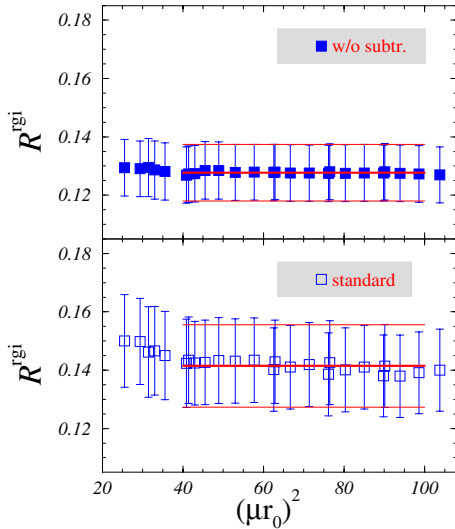 0.18
0.16
0.14
0.12
R^rgi
w/o subtr.
0.18
0.16
0.14
0.12
R^rgi
standard
20 40 60 80 100
(μr₀)²